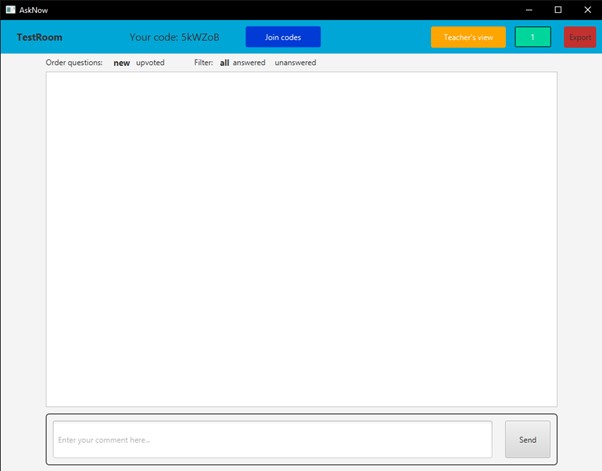 AskNow
TestRoom Your code: 5kWZoB Join codes Teacher's view 1 Export
Order questions: new upvoted Filter: all answered unanswered
Enter your comment here... Send